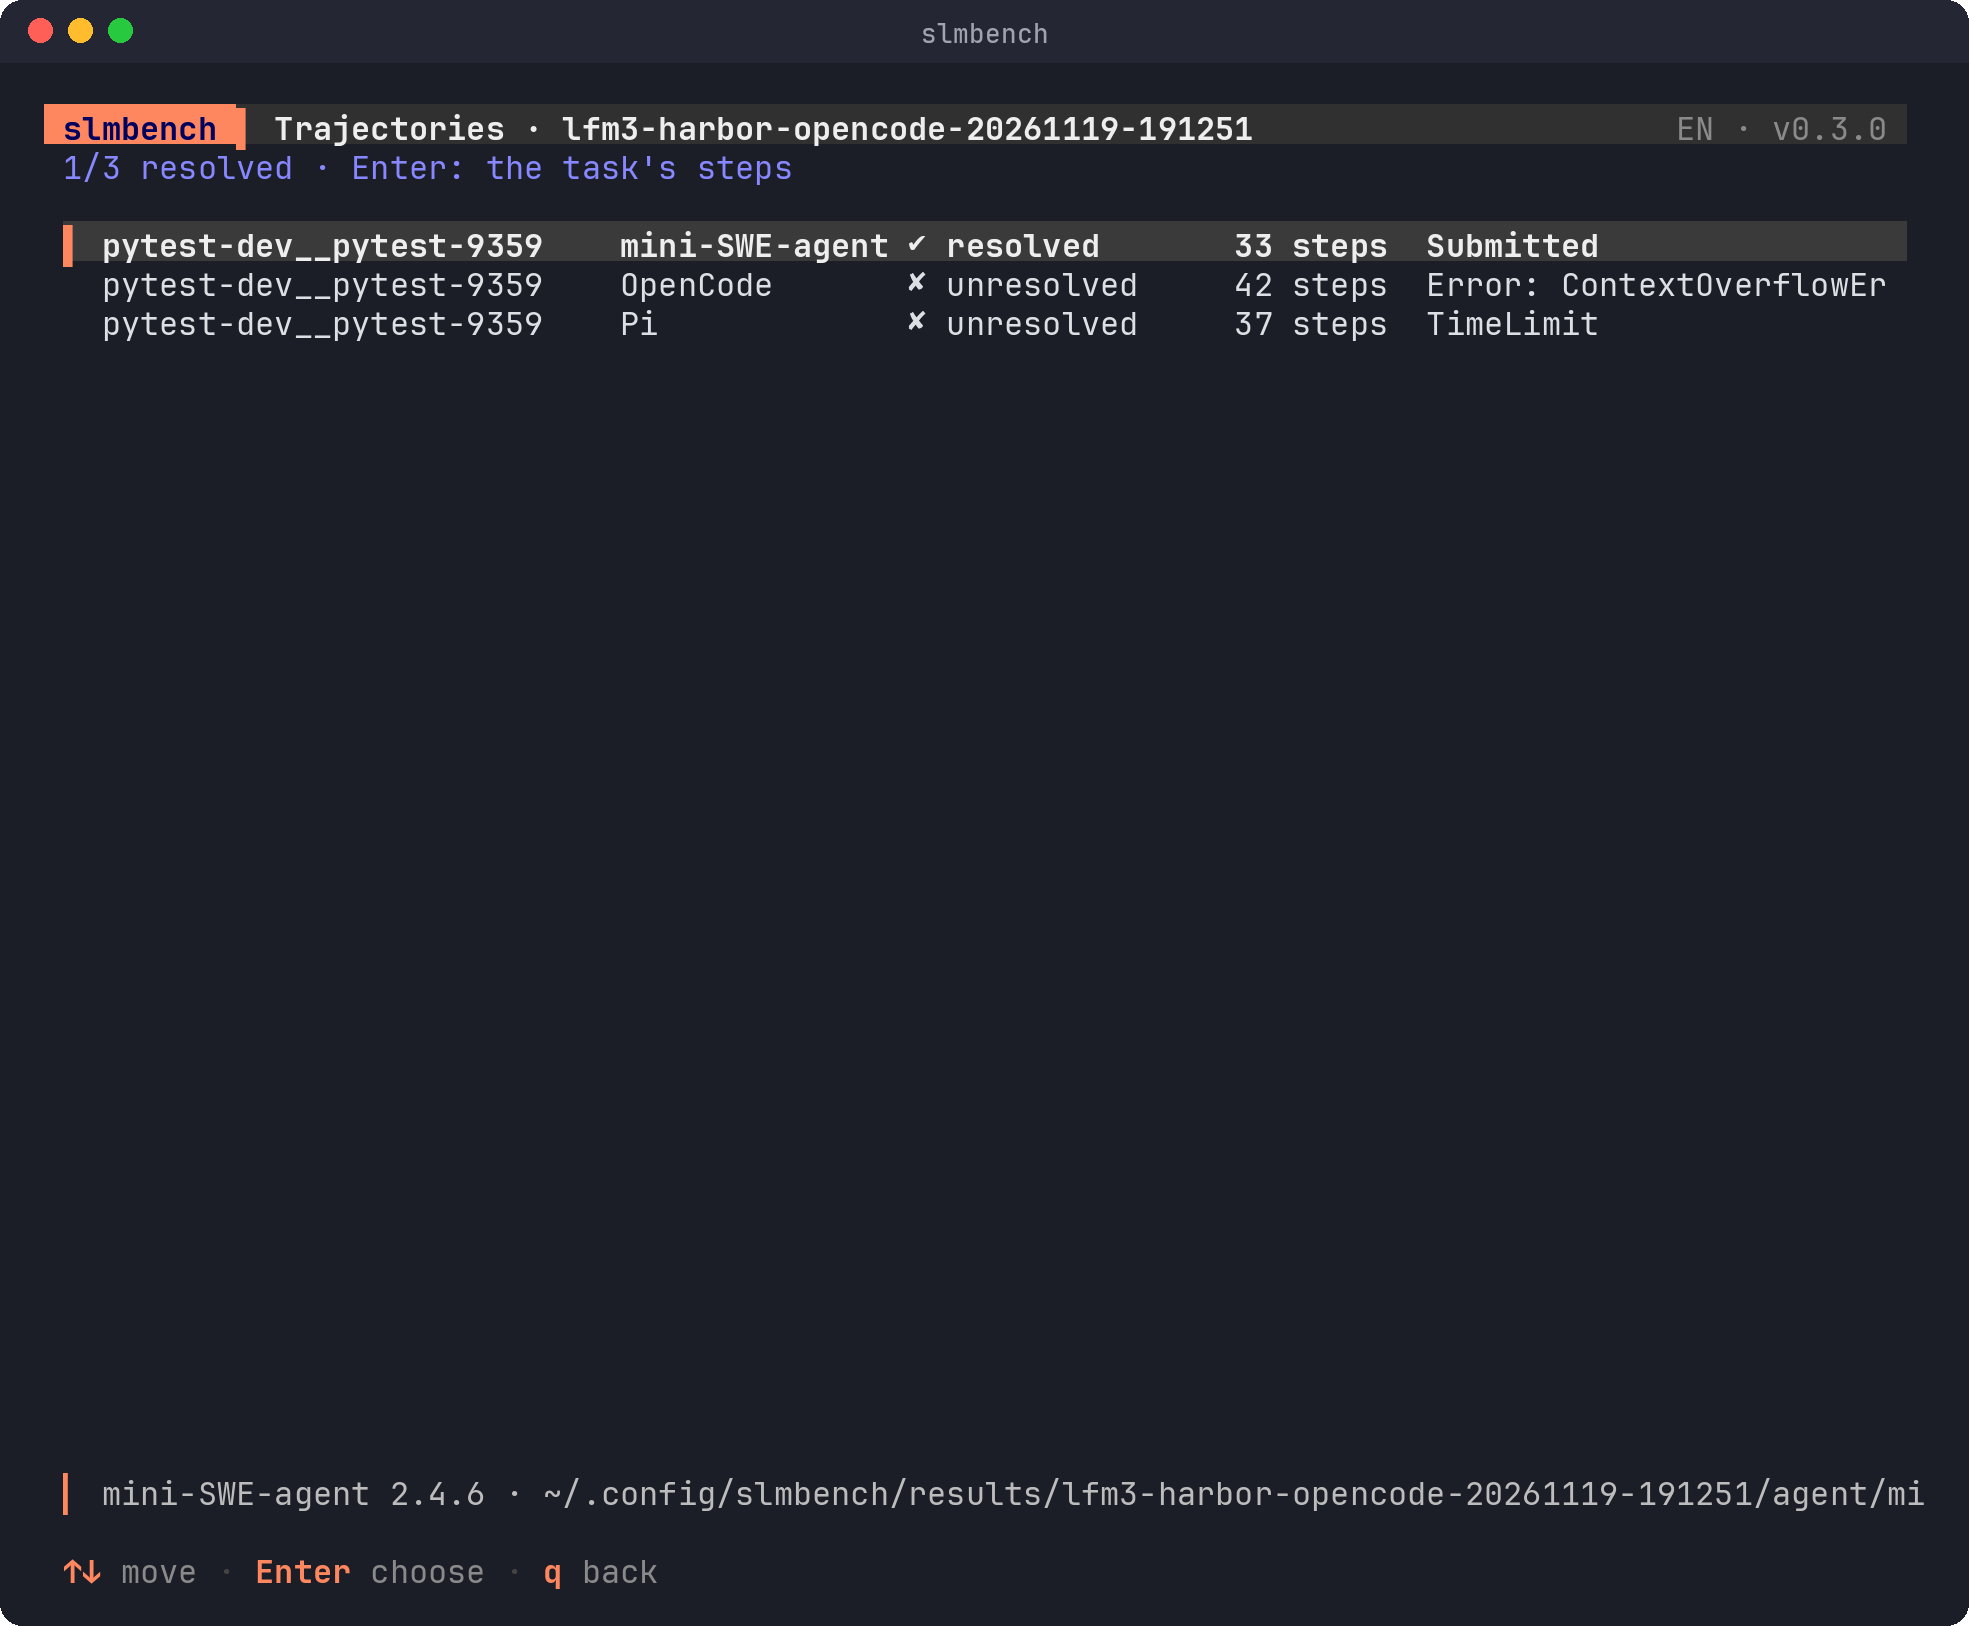 slmbench
slmbench Trajectories · lfm3-harbor-opencode-20261119-191251 EN · v0.3.0
1/3 resolved · Enter: the task's steps
pytest-dev__pytest-9359 mini-SWE-agent ✔ resolved 33 steps Submitted
pytest-dev__pytest-9359 OpenCode ✘ unresolved 42 steps Error: ContextOverflowEr
pytest-dev__pytest-9359 Pi ✘ unresolved 37 steps TimeLimit
mini-SWE-agent 2.4.6 · ~/.config/slmbench/results/lfm3-harbor-opencode-20261119-191251/agent/mi
↑↓ move · Enter choose · q back